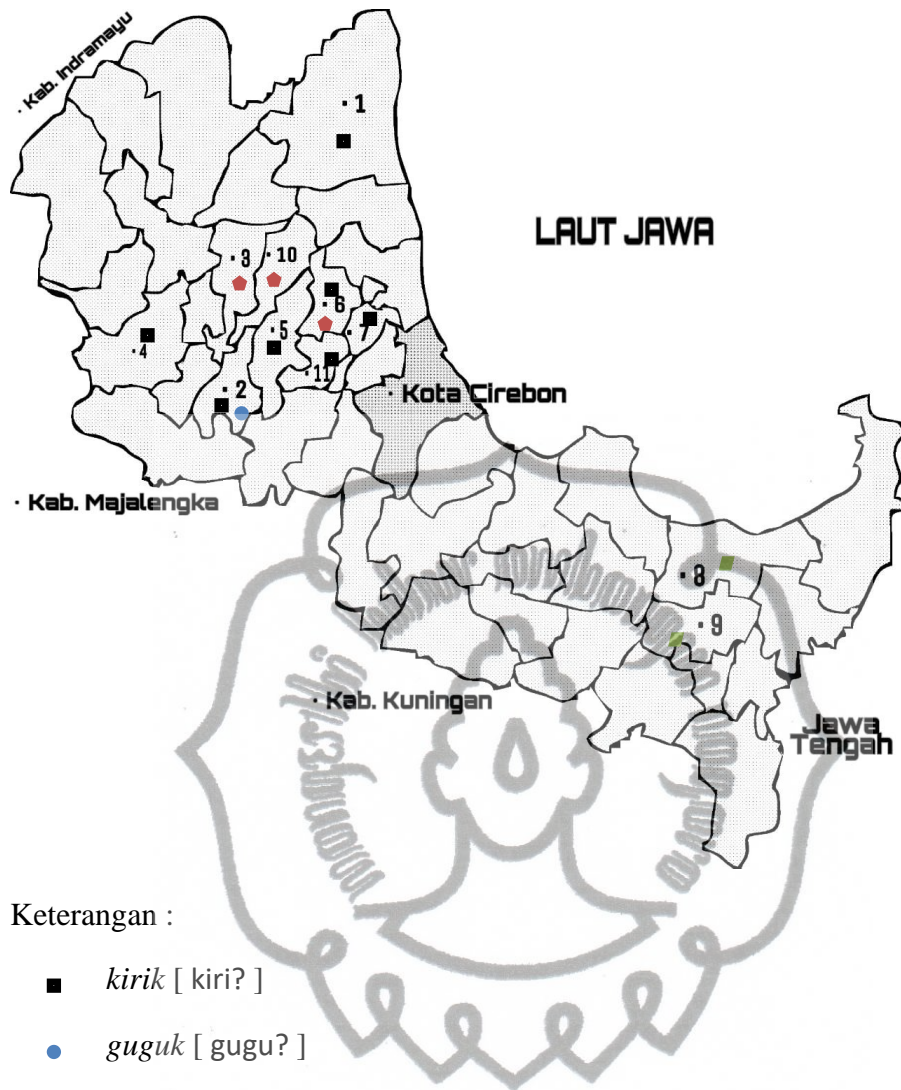 · Kab. Indramayu
· 1
LAUT JAWA
· 3
· 10
· 6
· 5
· 7
· 4
· 11
· 2
· Kota Cirebon
· Kab. Majalengka
· 8
· 9
· Kab. Kuningan
Jawa
Tengah
Keterangan :
kirik [ kiri? ]
guguk [ gugu? ]